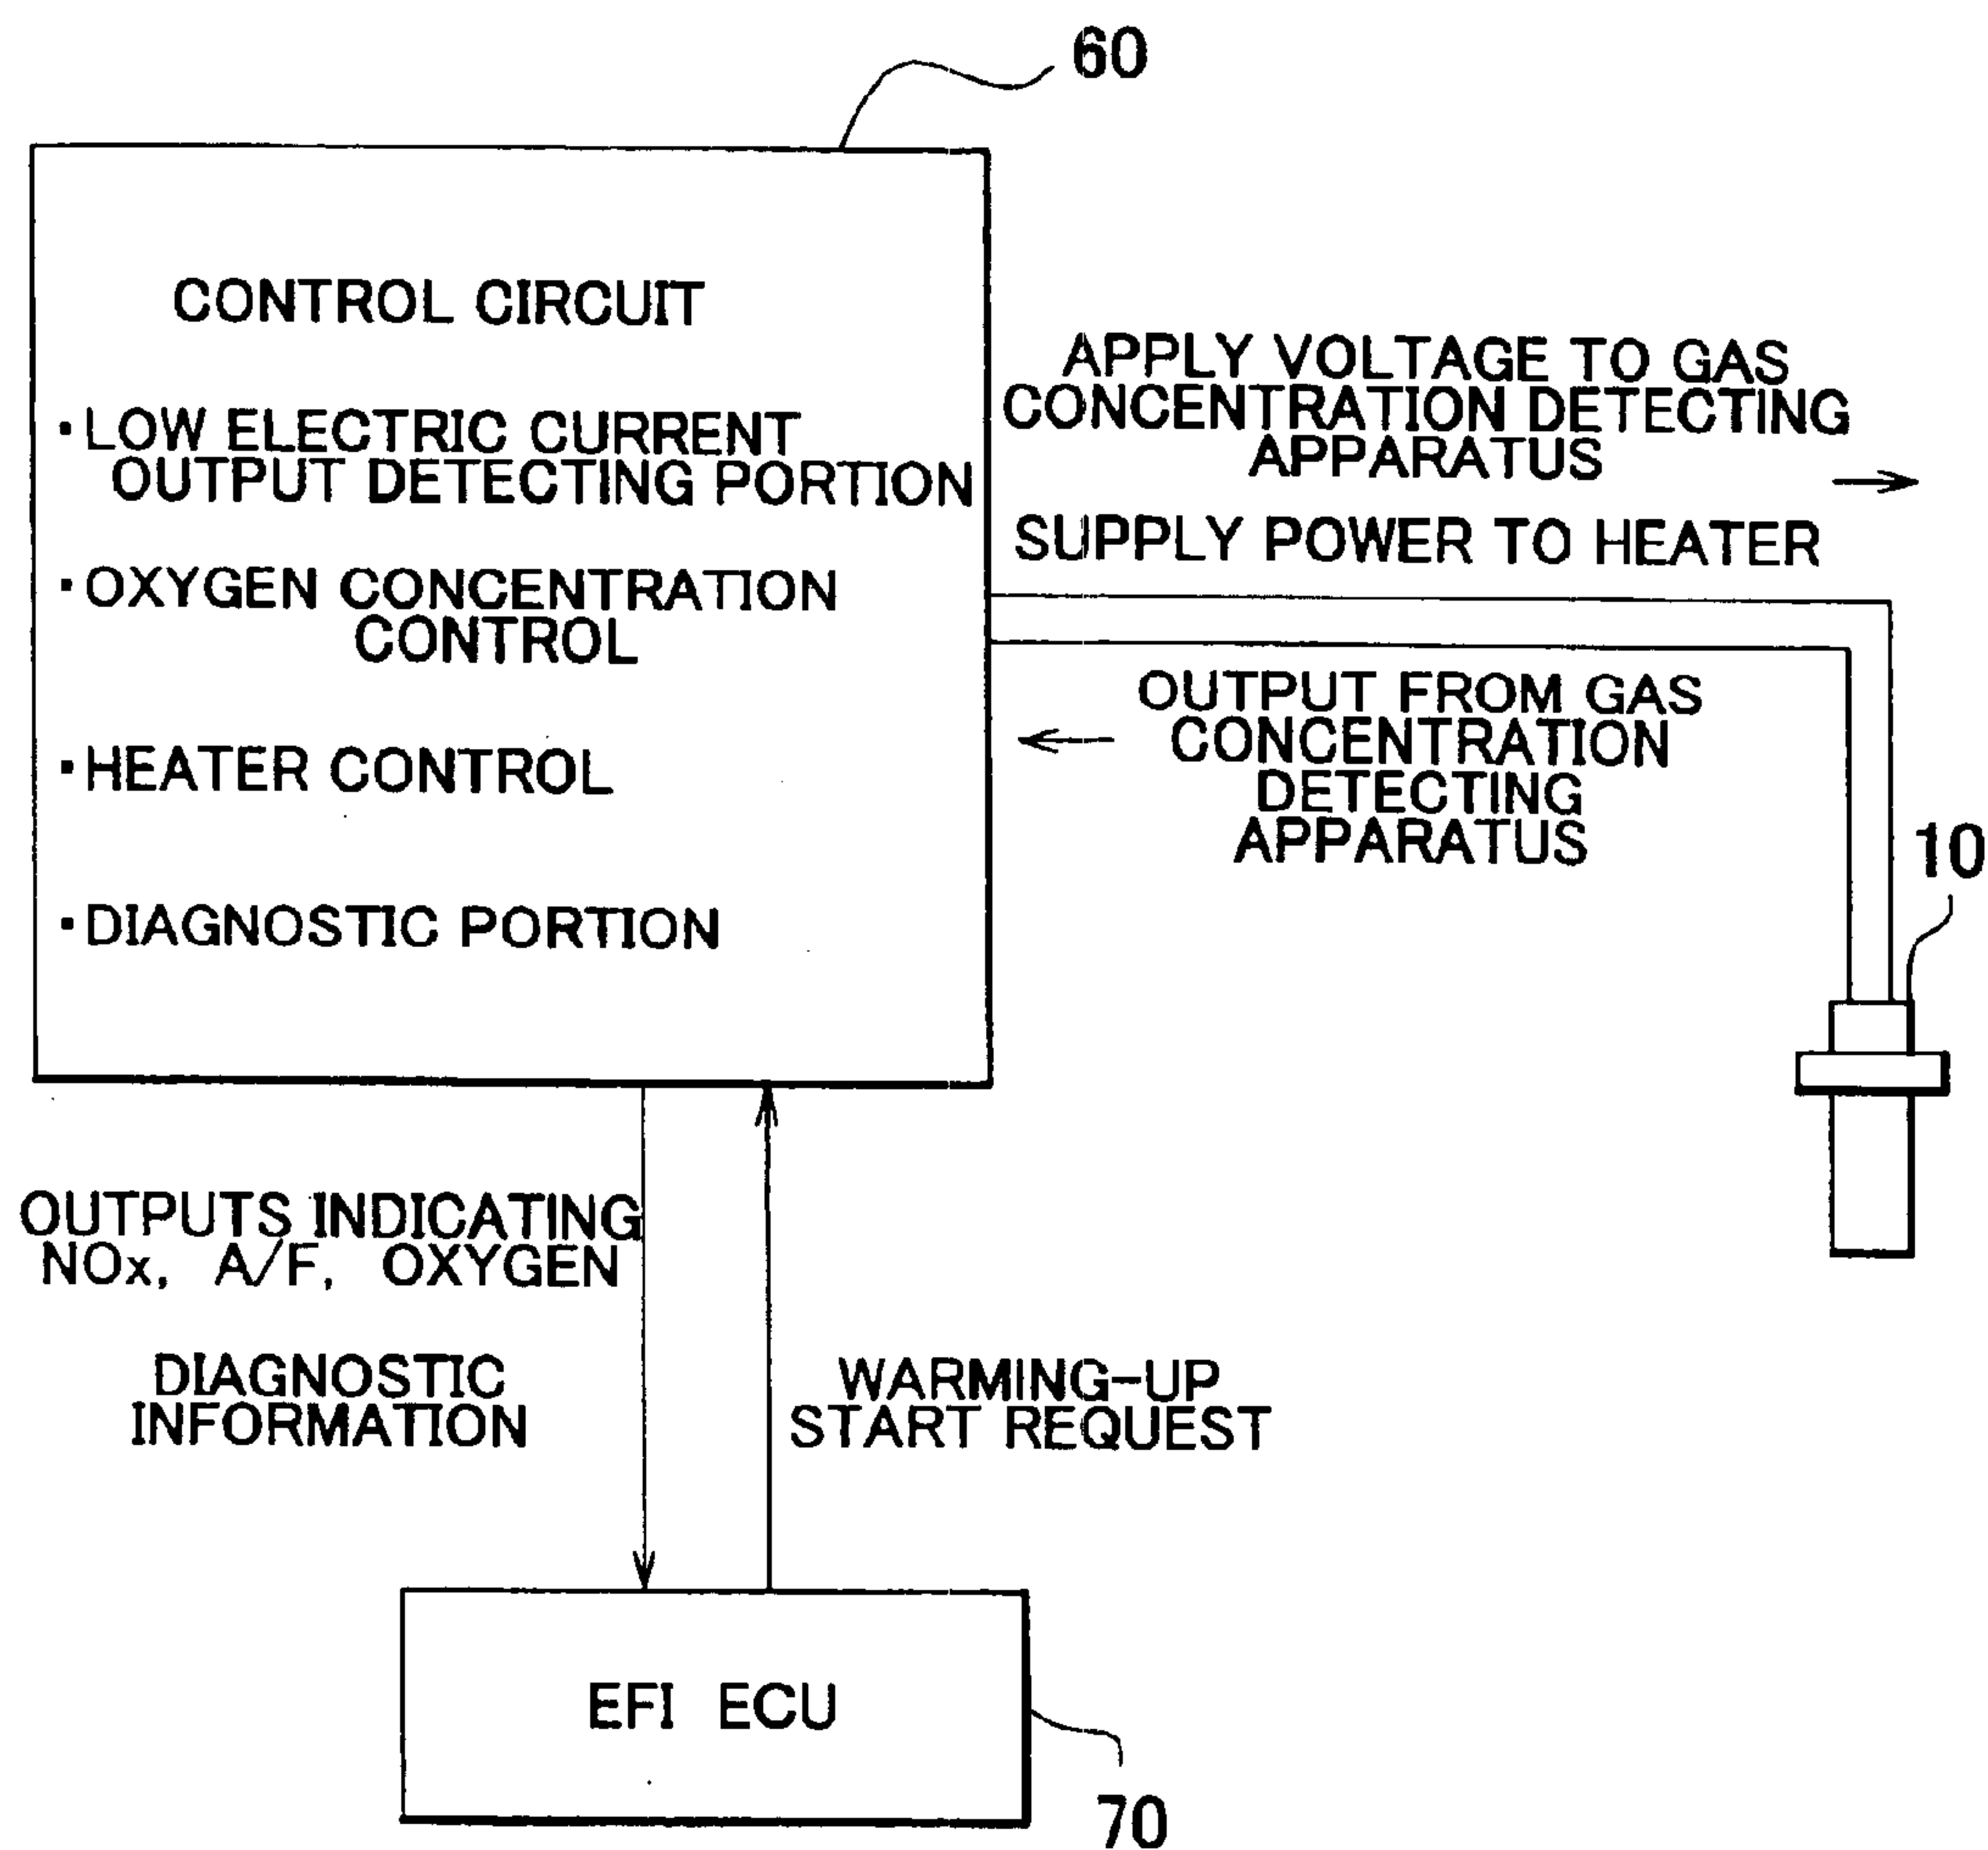 60
CONTROL CIRCUIT
·LOW ELECTRIC CURRENT
OUTPUT DETECTING PORTION
·OXYGEN CONCENTRATION
CONTROL
·HEATER CONTROL
·DIAGNOSTIC PORTION
APPLY VOLTAGE TO GAS
CONCENTRATION DETECTING
APPARATUS
SUPPLY POWER TO HEATER
OUTPUT FROM GAS
CONCENTRATION
DETECTING
APPARATUS
10
OUTPUTS INDICATING
NOx, A/F, OXYGEN
DIAGNOSTIC
INFORMATION
WARMING-UP
START REQUEST
EFI ECU
70